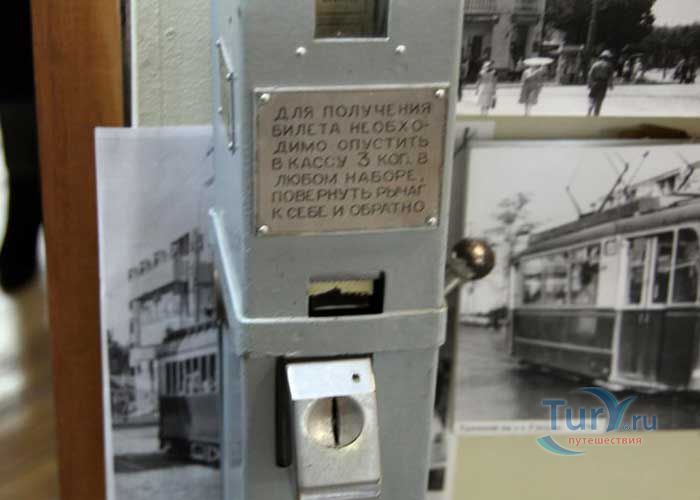 ДЛЯ ПОЛУЧЕНИЯ
БИЛЕТА НЕОБХО-
ДИМО ОПУСТИТЬ
В КАССУ 3 КОП. В
ЛЮБОМ НАБОРЕ,
ПОВЕРНУТЬ РЫЧАГ
К СЕБЕ И ОБРАТНО
TurY.ru
путешествия